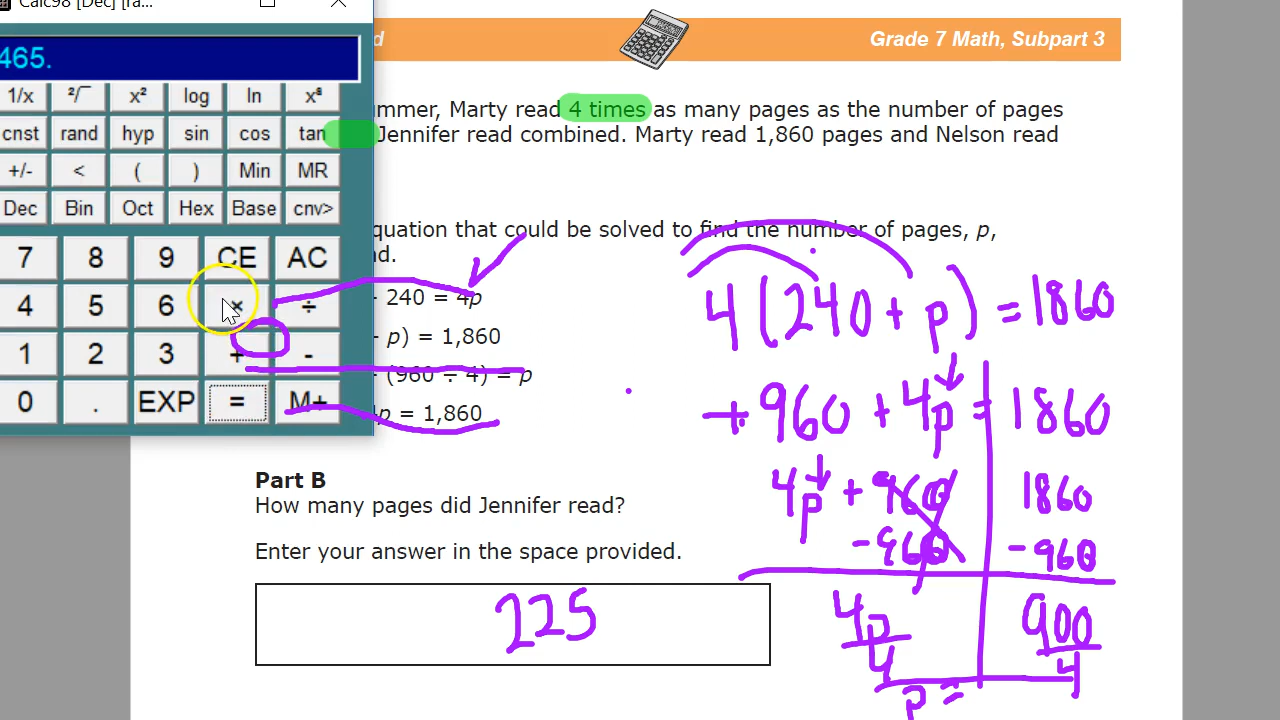 Calc98 [Dec] [ra...
465.
1/x x² log ln
cnst rand hyp sin cos tan
+/- < ( ) Min MR
Dec Bin Oct Hex Base cnv>
7 8 9 CE AC
4 5 6 × ÷
1 2 3 + -
0 . EXP = M+
Grade 7 Math, Subpart 3
Marty read 4 times as many pages as the number of pages
Jennifer read combined. Marty read 1,860 pages and Nelson read
equation that could be solved to find the number of pages, p,
240 = 4p
p) = 1,860
(960 ÷ 4) = p
p = 1,860
Part B
How many pages did Jennifer read?
Enter your answer in the space provided.
225
4(240 + p) = 1860
+960 + 4p = 1860
4p + 960 1860
-960 -960
4p 900
4 4
p =